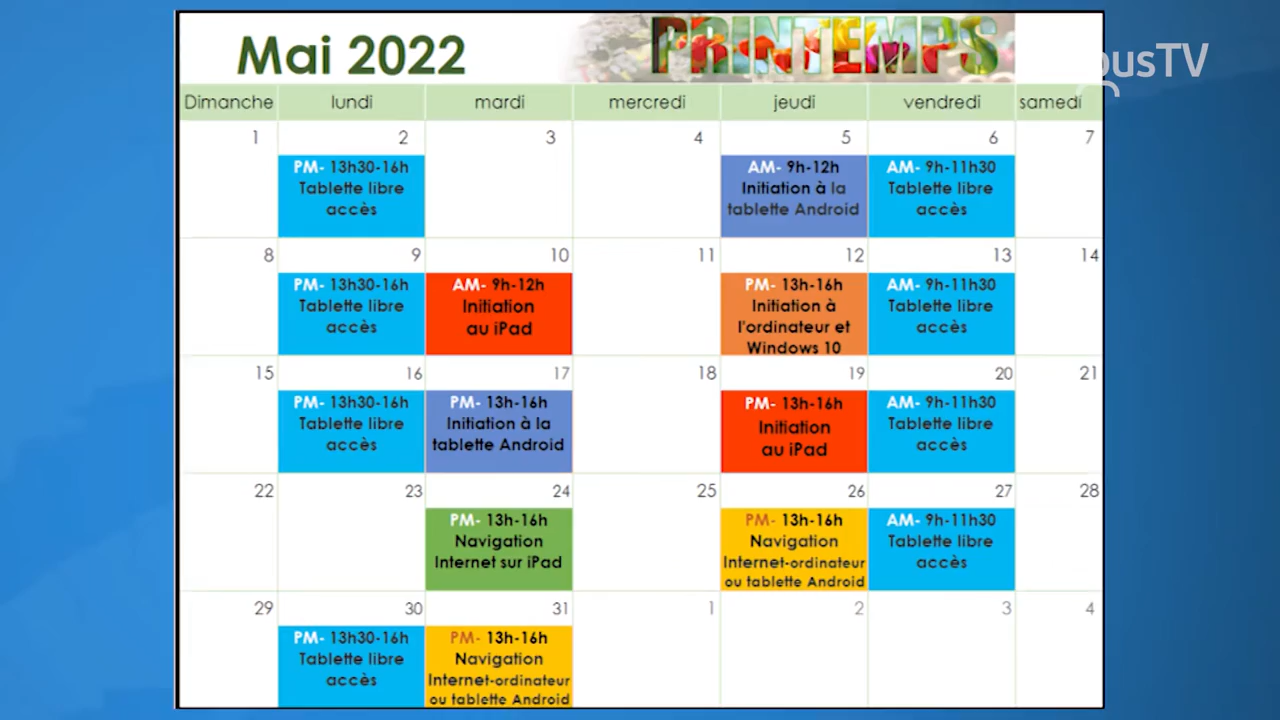 Mai 2022
PRINTEMPS
pusTV
Dimanche lundi mardi mercredi jeudi vendredi samedi
1 2 3 4 5 6 7
PM- 13h30-16h
Tablette libre
accès
AM- 9h-12h
Initiation à la
tablette Android
AM- 9h-11h30
Tablette libre
accès
8 9 10 11 12 13 14
PM- 13h30-16h
Tablette libre
accès
AM- 9h-12h
Initiation
au iPad
PM- 13h-16h
Initiation à
l'ordinateur et
Windows 10
AM- 9h-11h30
Tablette libre
accès
15 16 17 18 19 20 21
PM- 13h30-16h
Tablette libre
accès
PM- 13h-16h
Initiation à la
tablette Android
PM- 13h-16h
Initiation
au iPad
AM- 9h-11h30
Tablette libre
accès
22 23 24 25 26 27 28
PM- 13h-16h
Navigation
Internet sur iPad
PM- 13h-16h
Navigation
Internet-ordinateur
ou tablette Android
AM- 9h-11h30
Tablette libre
accès
29 30 31 1 2 3 4
PM- 13h30-16h
Tablette libre
accès
PM- 13h-16h
Navigation
Internet-ordinateur
ou tablette Android